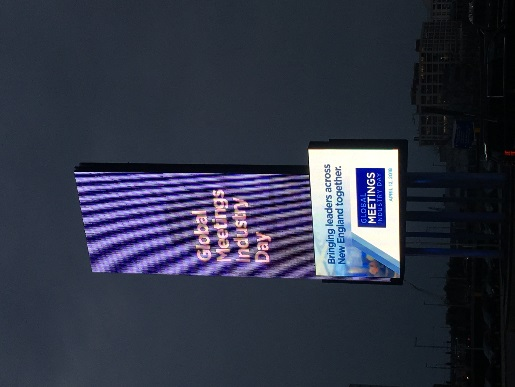 Global
Meetings
Industry
Day
Bringing leaders across
New England together.
GLOBAL
MEETINGS
INDUSTRY DAY